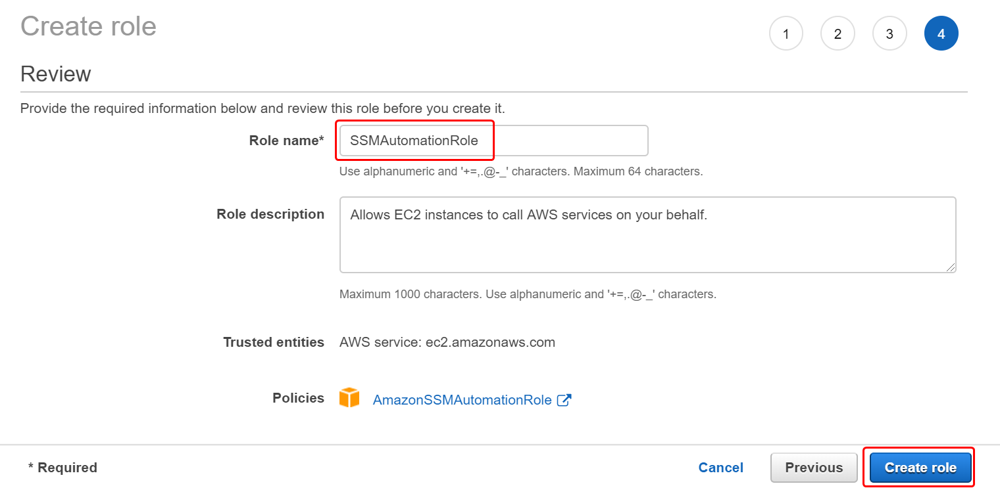 Create role
1
2
3
4
Review
Provide the required information below and review this role before you create it.
Role name* SSMAutomationRole
Use alphanumeric and '+=,.@-_' characters. Maximum 64 characters.
Role description Allows EC2 instances to call AWS services on your behalf.
Maximum 1000 characters. Use alphanumeric and '+=,.@-_' characters.
Trusted entities AWS service: ec2.amazonaws.com
Policies AmazonSSMAutomationRole
* Required Cancel Previous Create role